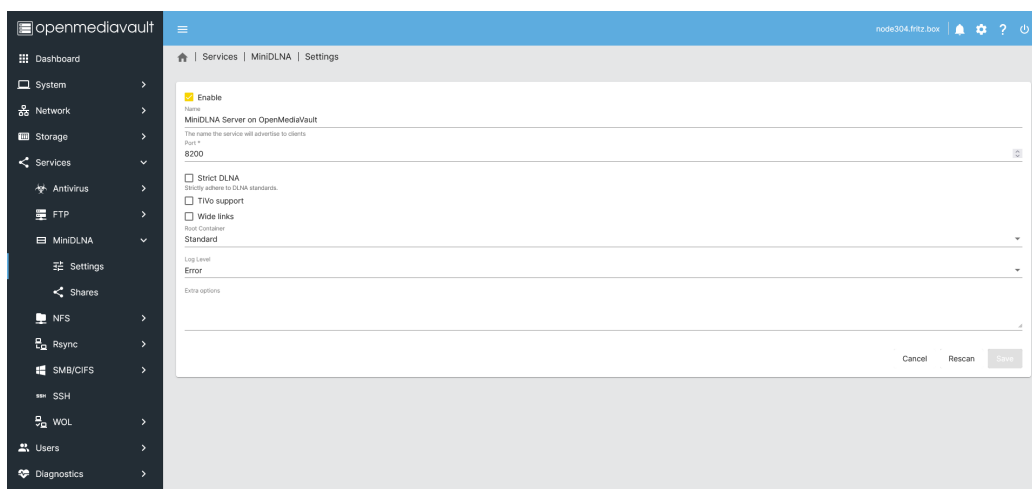 openmediavault
node304.fritz.box
Dashboard
Services | MiniDLNA | Settings
System
Network
Storage
Services
Antivirus
FTP
MiniDLNA
Settings
Shares
NFS
Rsync
SMB/CIFS
SSH SSH
WOL
Users
Diagnostics
Enable
Name
MiniDLNA Server on OpenMediaVault
The name the service will advertise to clients
Port *
8200
Strict DLNA
Strictly adhere to DLNA standards.
TiVo support
Wide links
Root Container
Standard
Log Level
Error
Extra options
Cancel Rescan Save